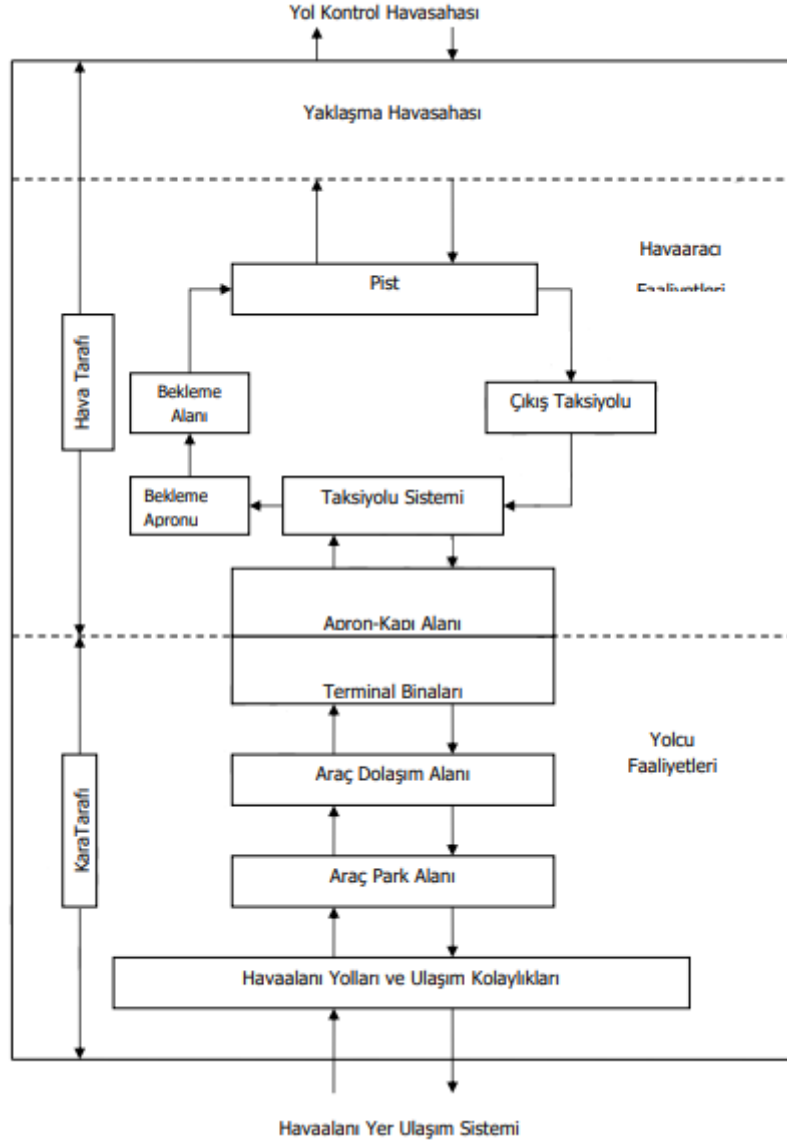 Yol Kontrol Havasahası
Yaklaşma Havasahası
Havaaracı
Faaliyetleri
Pist
Hava Tarafı
Bekleme
Alanı
Çıkış Taksiyolu
Bekleme
Apronu
Taksiyolu Sistemi
Apron-Kapı Alanı
Terminal Binaları
Yolcu
Faaliyetleri
KaraTarafı
Araç Dolaşım Alanı
Araç Park Alanı
Havaalanı Yolları ve Ulaşım Kolaylıkları
Havaalanı Yer Ulaşım Sistemi